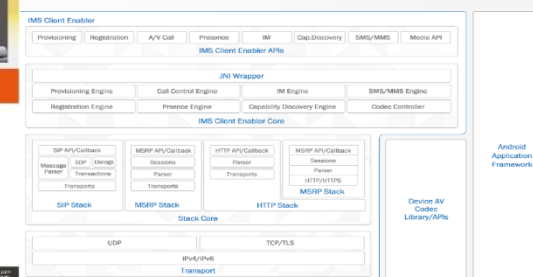 IMS Client Enabler
Provisioning Registration A/V Call Presence IM Cap.Discovery SMS/MMS Media API
IMS Client Enabler APIs
JNI Wrapper
Provisioning Engine Call Control Engine IM Engine SMS/MMS Engine
Registration Engine Presence Engine Capability Discovery Engine Codec Controller
IMS Client Enabler Core
SIP API/Callback MSRP API/Callback HTTP API/Callback MSRP API/Callback
Message Parser SDP Dialogs Sessions Parser Sessions
Transactions Parser Transports Parser
Transports Transports HTTP/HTTPS
MSRP Stack
SIP Stack MSRP Stack HTTP Stack
Stack Core
Device AV
Codec
Library/APIs
Android
Application
Framework
UDP TCP/TLS
IPv4/IPv6
Transport